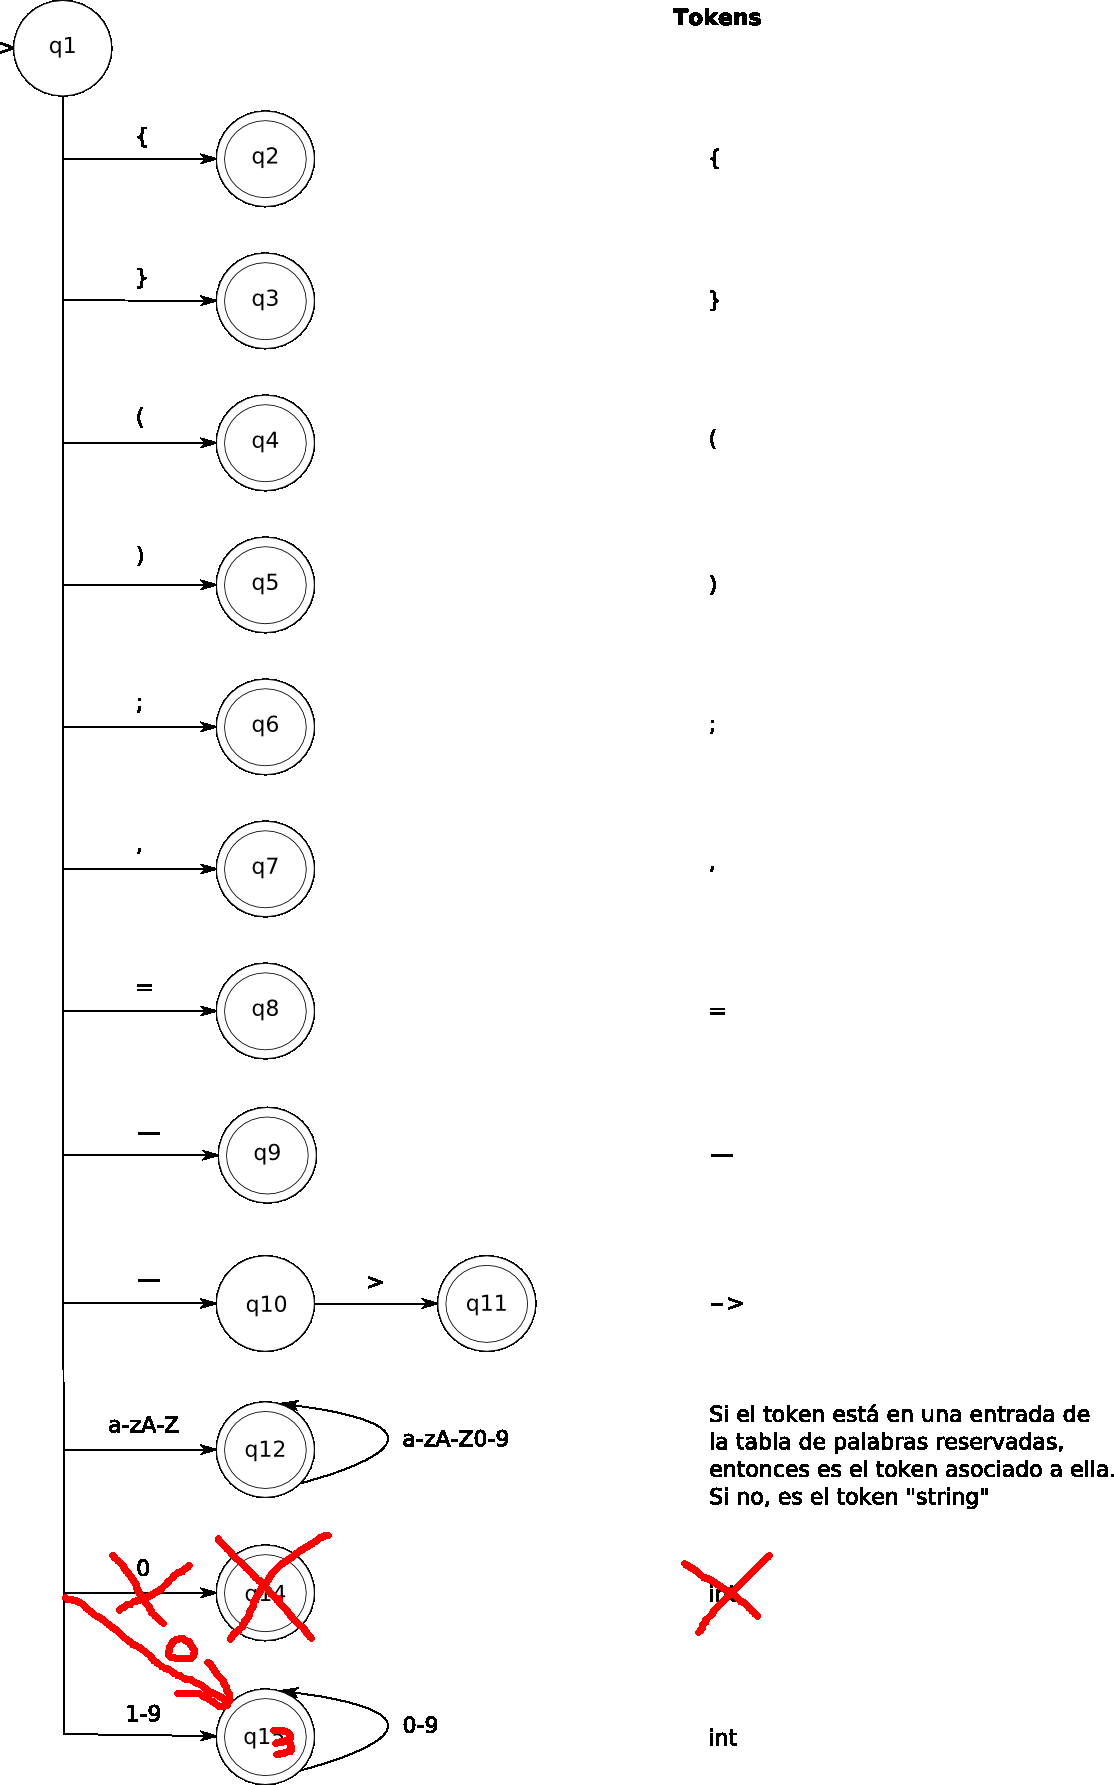 Tokens
>
q1
{
q2
{
}
q3
}
(
q4
(
)
q5
)
;
q6
;
,
q7
,
=
q8
=
—
q9
—
—
q10
>
q11
–>
a-zA-Z
q12
a-zA-Z0-9
Si el token está en una entrada de
la tabla de palabras reservadas,
entonces es el token asociado a ella.
Si no, es el token "string"
0
q14
int
0
1-9
q13
0-9
int